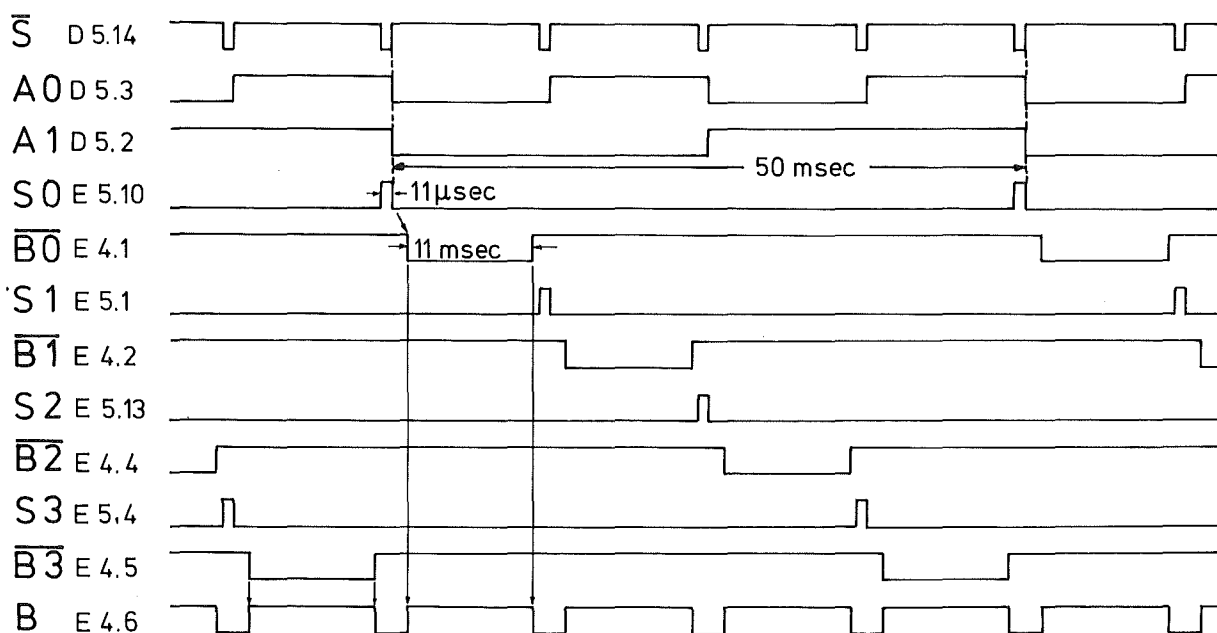 S̅ D 5.14
A0 D 5.3
A1 D 5.2
50 msec
S0 E 5.10 11µsec
B̅0̅ E 4.1 11 msec
S1 E 5.1
B̅1̅ E 4.2
S2 E 5.13
B̅2̅ E 4.4
S3 E 5.4
B̅3̅ E 4.5
B E 4.6